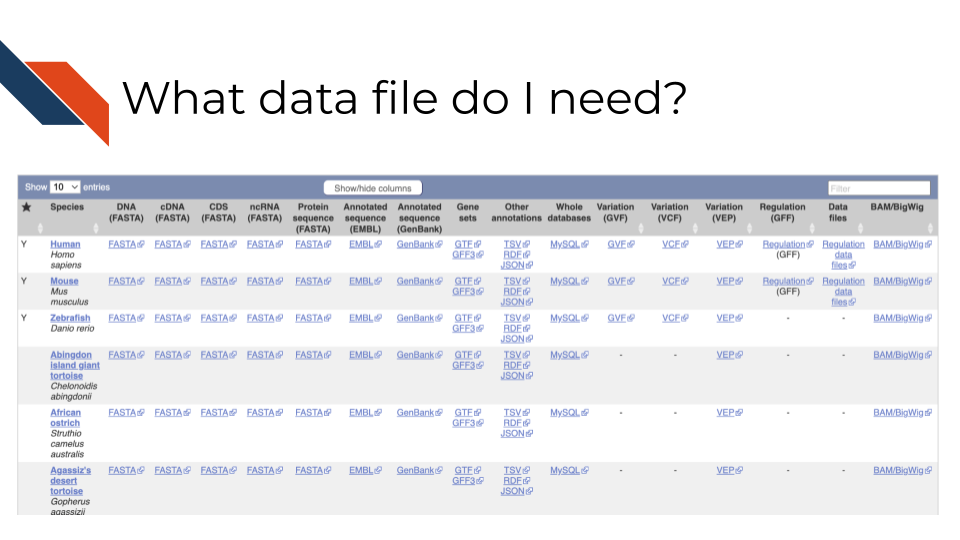 What data file do I need?
Show 10 entries Show/hide columns Filter
★ Species DNA (FASTA) cDNA (FASTA) CDS (FASTA) ncRNA (FASTA) Protein sequence (FASTA) Annotated sequence (EMBL) Annotated sequence (GenBank) Gene sets Other annotations Whole databases Variation (GVF) Variation (VCF) Variation (VEP) Regulation (GFF) Data files BAM/BigWig
Y Human Homo sapiens FASTA FASTA FASTA FASTA FASTA EMBL GenBank GTF GFF3 TSV RDF JSON MySQL GVF VCF VEP Regulation (GFF) Regulation data files BAM/BigWig
Y Mouse Mus musculus FASTA FASTA FASTA FASTA FASTA EMBL GenBank GTF GFF3 TSV RDF JSON MySQL GVF VCF VEP Regulation (GFF) Regulation data files BAM/BigWig
Y Zebrafish Danio rerio FASTA FASTA FASTA FASTA FASTA EMBL GenBank GTF GFF3 TSV RDF JSON MySQL GVF VCF VEP - - BAM/BigWig
Abingdon island giant tortoise Chelonoidis abingdonii FASTA FASTA FASTA FASTA FASTA EMBL GenBank GTF GFF3 TSV RDF JSON MySQL - - VEP - - BAM/BigWig
African ostrich Struthio camelus australis FASTA FASTA FASTA FASTA FASTA EMBL GenBank GTF GFF3 TSV RDF JSON MySQL - - VEP - - BAM/BigWig
Agassiz's desert tortoise Gopherus agassizii FASTA FASTA FASTA FASTA FASTA EMBL GenBank GTF GFF3 TSV RDF JSON MySQL - - VEP - - BAM/BigWig